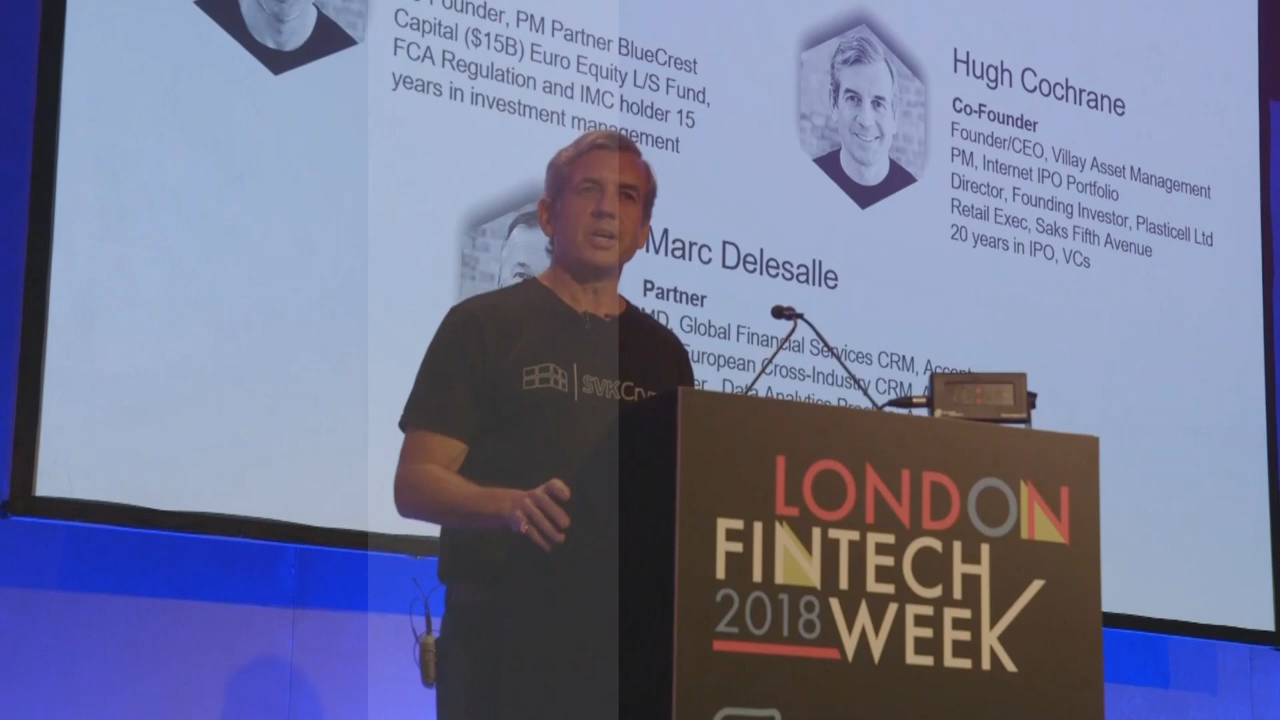 Founder, PM Partner BlueCrest
Capital ($15B) Euro Equity L/S Fund,
FCA Regulation and IMC holder 15
years in investment management
Hugh Cochrane
Co-Founder
Founder/CEO, Villay Asset Management
PM, Internet IPO Portfolio
Director, Founding Investor, Plasticell Ltd
Retail Exec, Saks Fifth Avenue
20 years in IPO, VCs
Marc Delesalle
Partner
MD, Global Financial Services CRM,
European Cross-Industry CRM,
Data Analytics
LONDON
FINTECH
2018 WEEK